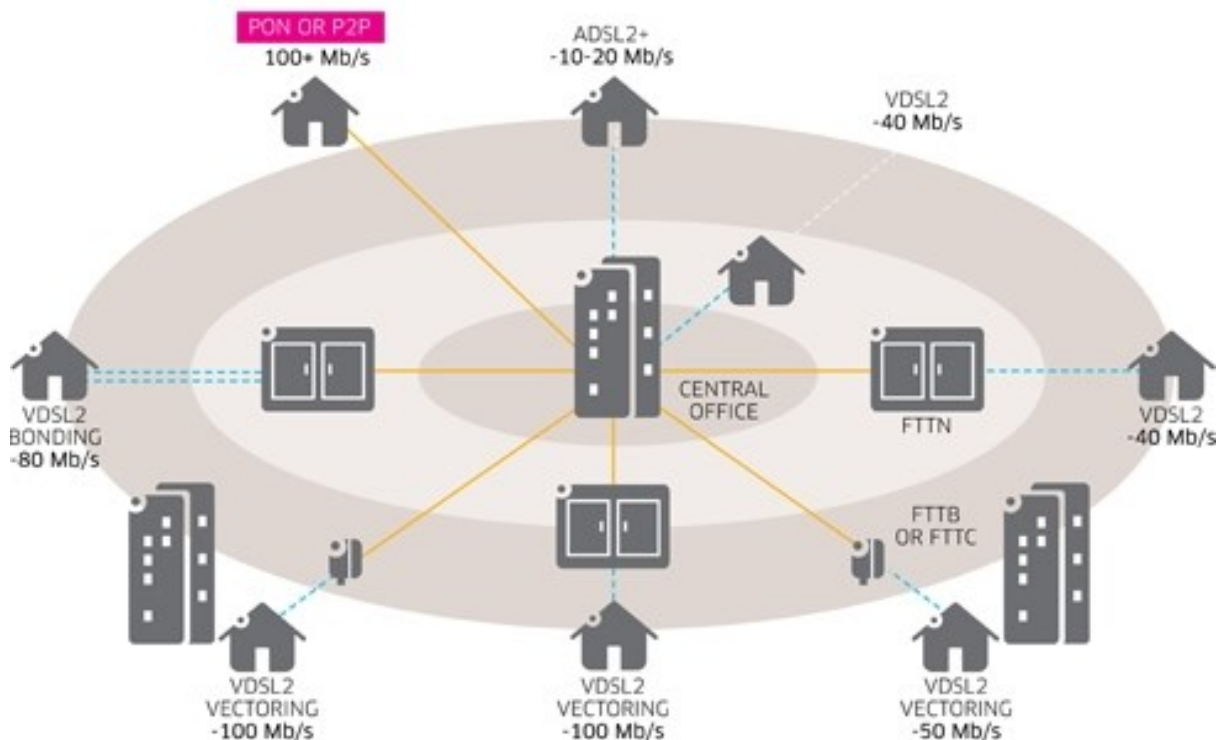 PON OR P2P
100+ Mb/s
ADSL2+
-10-20 Mb/s
VDSL2
-40 Mb/s
CENTRAL
OFFICE
FTTN
VDSL2
BONDING
-80 Mb/s
VDSL2
-40 Mb/s
FTTB
OR FTTC
VDSL2
VECTORING
-100 Mb/s
VDSL2
VECTORING
-100 Mb/s
VDSL2
VECTORING
-50 Mb/s